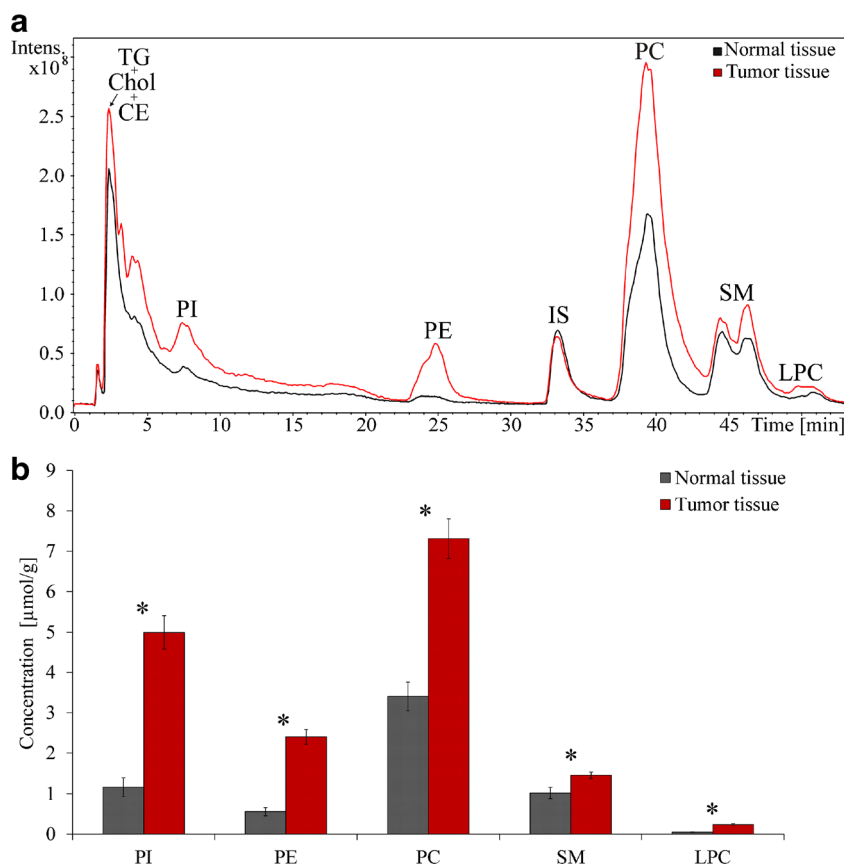 a
Intens.
x10⁸
TG
+
Chol
+
CE
PI
PE
IS
PC
SM
LPC
Normal tissue
Tumor tissue
2.5
2.0
1.5
1.0
0.5
0.0
0 5 10 15 20 25 30 35 40 45 Time [min]
b
Concentration [µmol/g]
9
8
7
6
5
4
3
2
1
0
Normal tissue
Tumor tissue
* * * * *
PI PE PC SM LPC